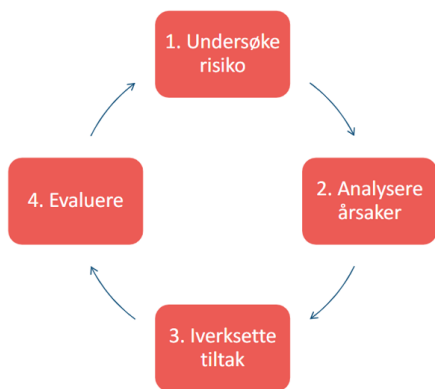 1. Undersøke
risiko
2. Analysere
årsaker
3. Iverksette
tiltak
4. Evaluere